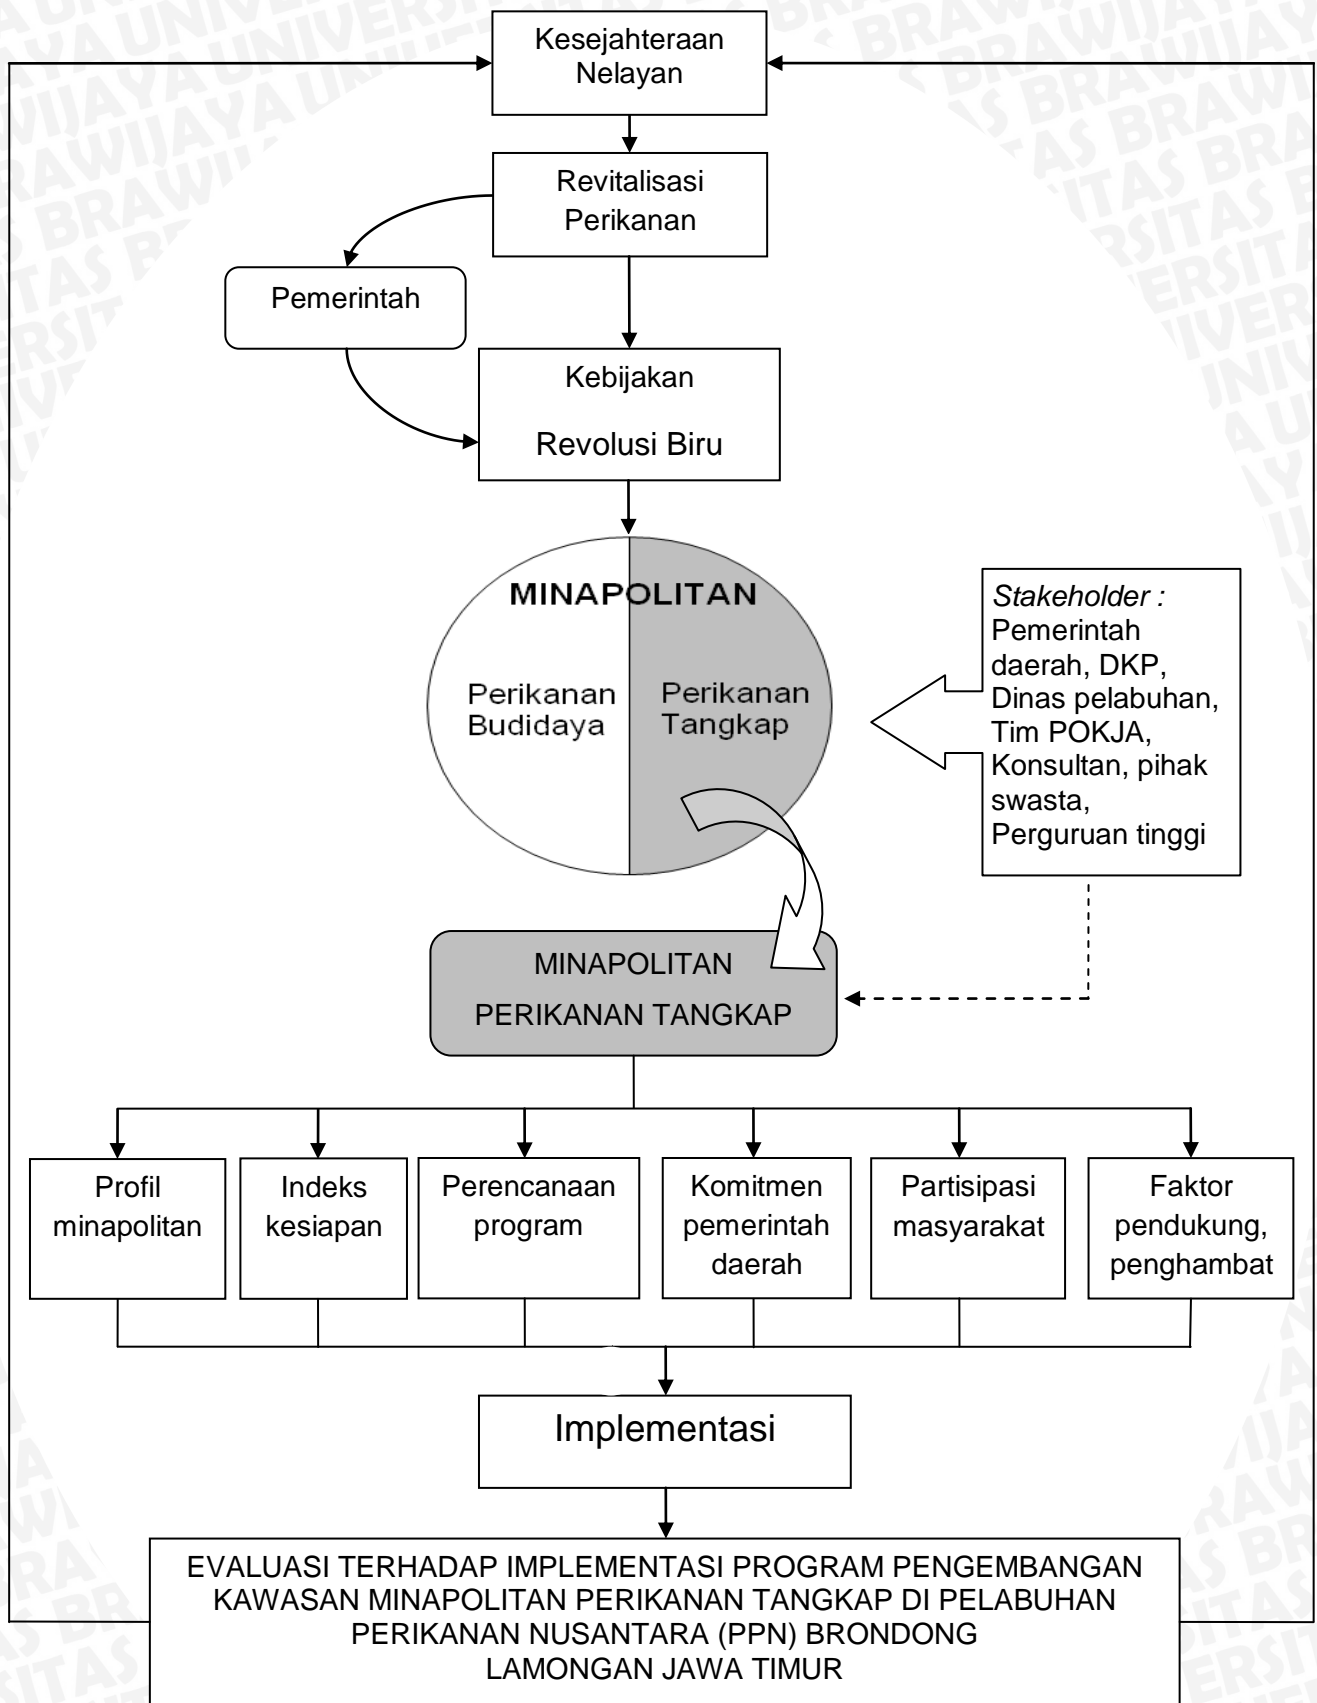 Kesejahteraan
Nelayan
Revitalisasi
Perikanan
Pemerintah
Kebijakan
Revolusi Biru
MINAPOLITAN
Perikanan
Budidaya
Perikanan
Tangkap
Stakeholder :
Pemerintah
daerah, DKP,
Dinas pelabuhan,
Tim POKJA,
Konsultan, pihak
swasta,
Perguruan tinggi
MINAPOLITAN
PERIKANAN TANGKAP
Profil
minapolitan
Indeks
kesiapan
Perencanaan
program
Komitmen
pemerintah
daerah
Partisipasi
masyarakat
Faktor
pendukung,
penghambat
Implementasi
EVALUASI TERHADAP IMPLEMENTASI PROGRAM PENGEMBANGAN
KAWASAN MINAPOLITAN PERIKANAN TANGKAP DI PELABUHAN
PERIKANAN NUSANTARA (PPN) BRONDONG
LAMONGAN JAWA TIMUR